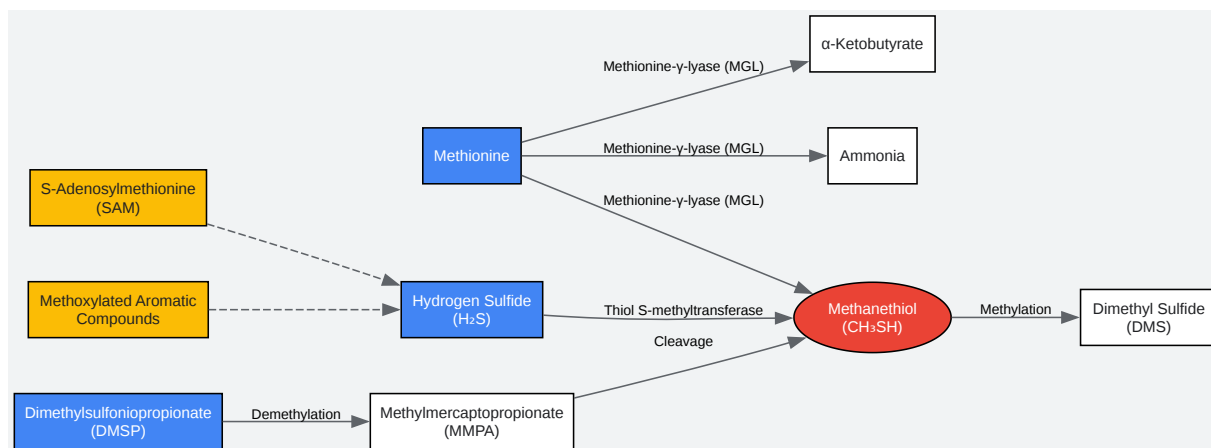 α-Ketobutyrate
Methionine-γ-lyase (MGL)
Methionine
Methionine-γ-lyase (MGL)
Ammonia
Methionine-γ-lyase (MGL)
S-Adenosylmethionine
(SAM)
Methoxylated Aromatic
Compounds
Hydrogen Sulfide
(H₂S)
Thiol S-methyltransferase
Methanethiol
(CH₃SH)
Methylation
Dimethyl Sulfide
(DMS)
Cleavage
Dimethylsulfoniopropionate
(DMSP)
Demethylation
Methylmercaptopropionate
(MMPA)